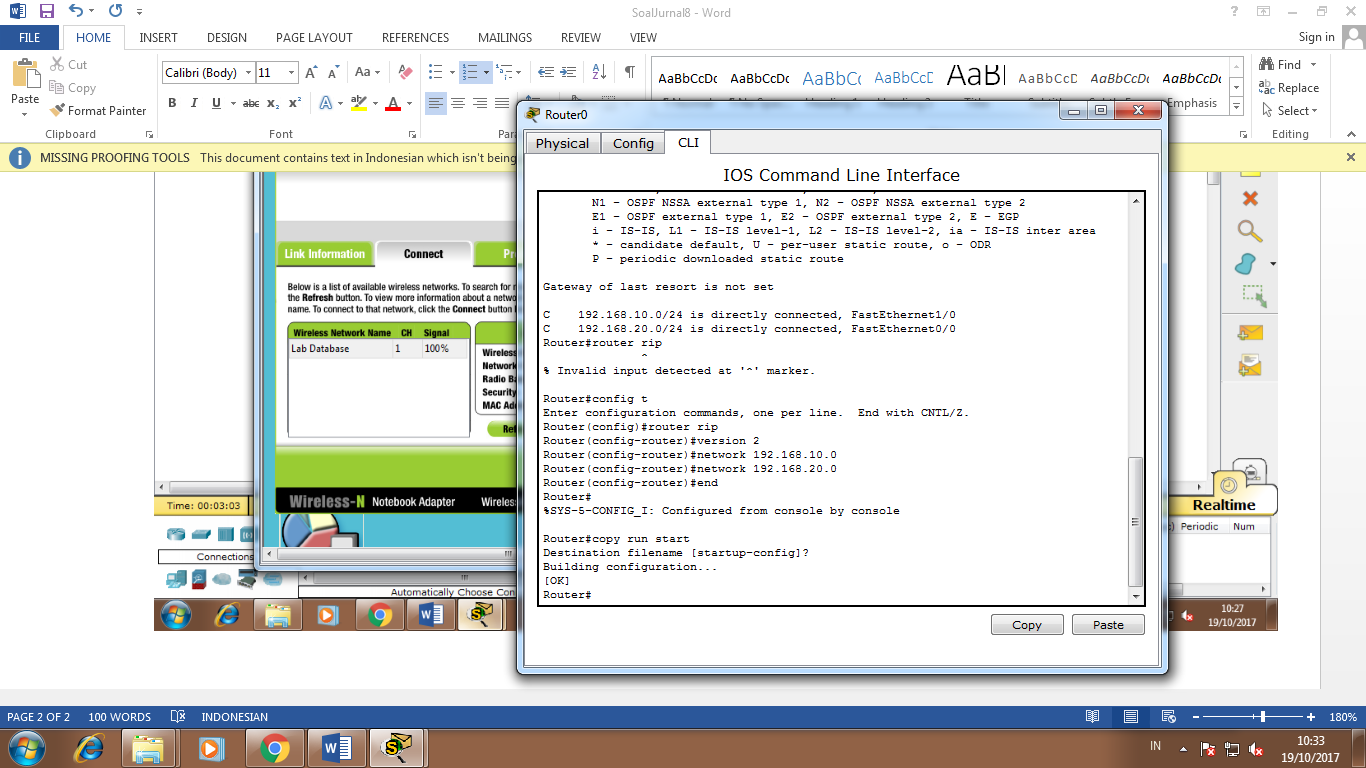 SoalJurnal8 - Word
FILE HOME INSERT DESIGN PAGE LAYOUT REFERENCES MAILINGS REVIEW VIEW Sign in
Paste
Cut
Copy
Format Painter
Clipboard
Calibri (Body) 11
Font
AaBbCcDc AaBbCcDc AaBbCc AaBbCcD AaBl AaBbCcD AaBbCcDc AaBbCcDc
Emphasis
Find
Replace
Select
Editing
MISSING PROOFING TOOLS This document contains text in Indonesian which isn't being
Router0
Physical Config CLI
IOS Command Line Interface
N1 - OSPF NSSA external type 1, N2 - OSPF NSSA external type 2
E1 - OSPF external type 1, E2 - OSPF external type 2, E - EGP
i - IS-IS, L1 - IS-IS level-1, L2 - IS-IS level-2, ia - IS-IS inter area
* - candidate default, U - per-user static route, o - ODR
P - periodic downloaded static route
Gateway of last resort is not set
C 192.168.10.0/24 is directly connected, FastEthernet1/0
C 192.168.20.0/24 is directly connected, FastEthernet0/0
Router#router rip
^
% Invalid input detected at '^' marker.
Router#config t
Enter configuration commands, one per line. End with CNTL/Z.
Router(config)#router rip
Router(config-router)#version 2
Router(config-router)#network 192.168.10.0
Router(config-router)#network 192.168.20.0
Router(config-router)#end
Router#
%SYS-5-CONFIG_I: Configured from console by console
Router#copy run start
Destination filename [startup-config]?
Building configuration...
[OK]
Router#
Copy Paste
Link Information Connect
Below is a list of available wireless networks. To search for
the Refresh button. To view more information about a
name. To connect to that network, click the Connect button
Wireless Network Name CH Signal
Lab Database 1 100%
Wireless
Network
Radio
Security
MAC
Wireless-N Notebook Adapter
Time: 00:03:03
Realtime
Periodic Num
Connections
Automatically Choose
10:27
19/10/2017
PAGE 2 OF 2 100 WORDS INDONESIAN 180%
IN
10:33
19/10/2017